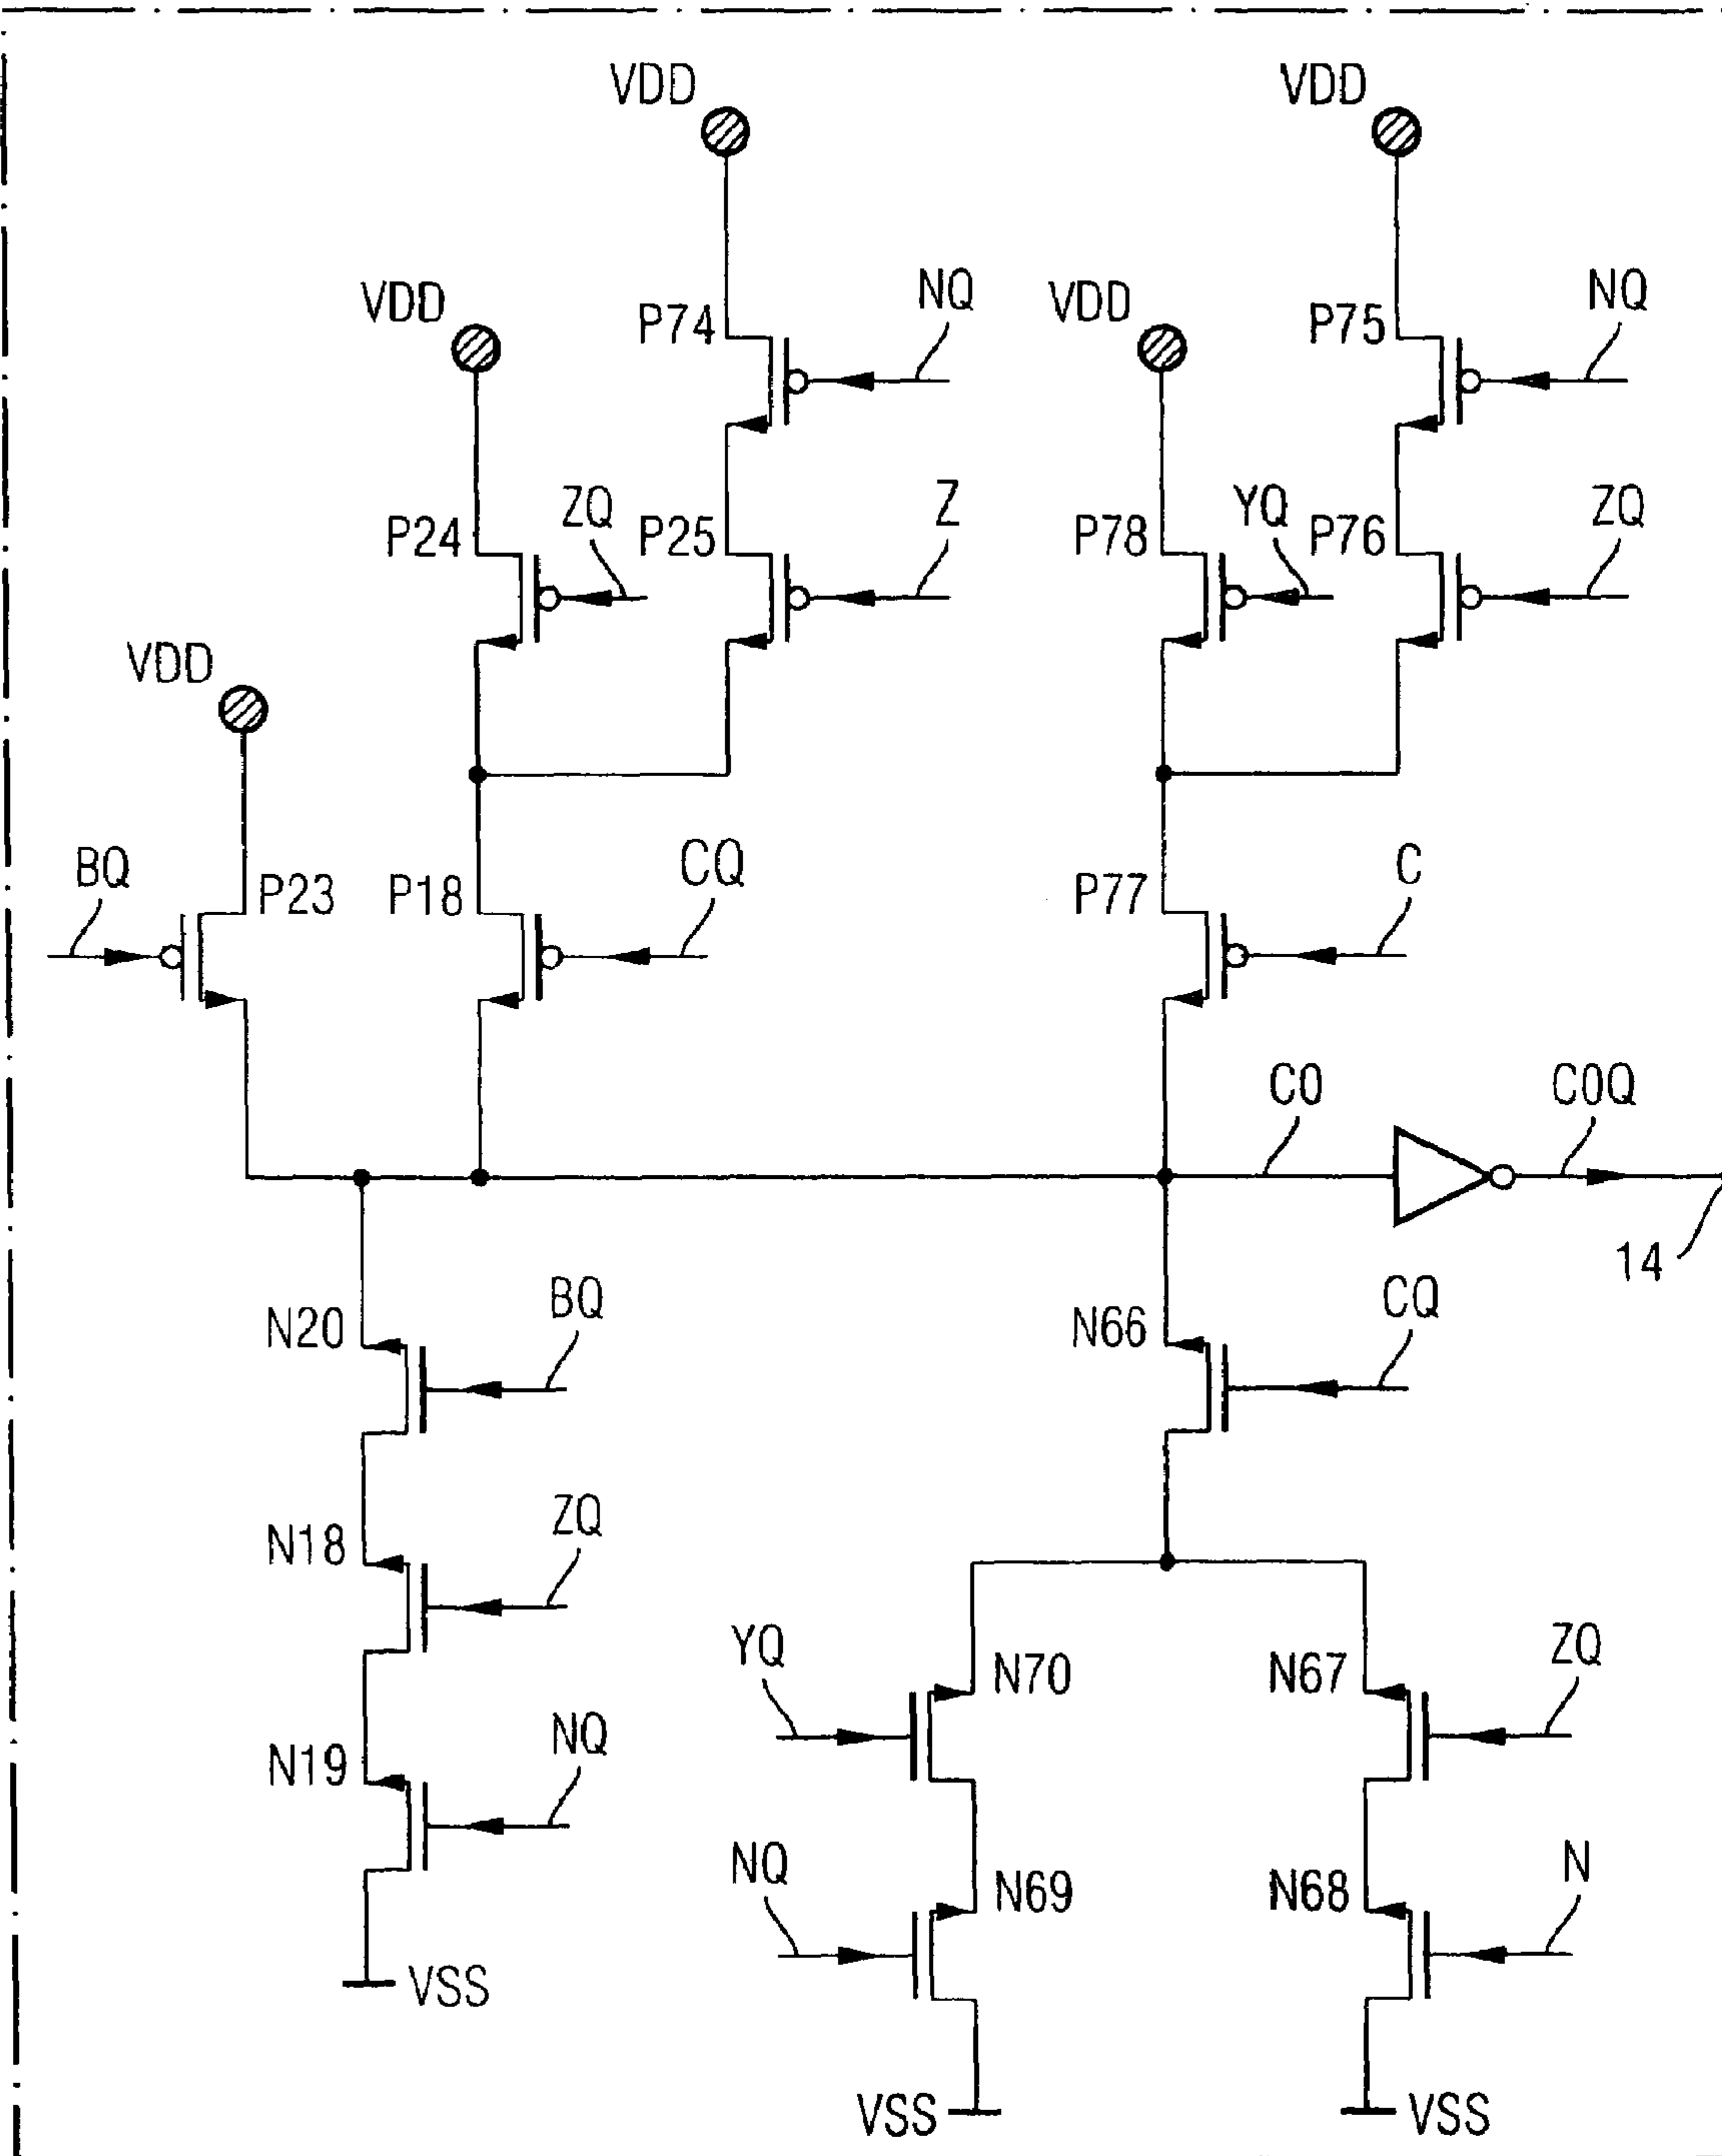 VDD
VDD
VDD
P74
NQ
VDD
P75
NQ
P24
ZQ
P25
Z
P78
YQ
P76
ZQ
VDD
BQ
P23
P18
CQ
P77
C
C0
C0Q
14
N20
BQ
N66
CQ
N18
ZQ
YQ
N70
N67
ZQ
N19
NQ
NQ
N69
N68
N
VSS
VSS
VSS